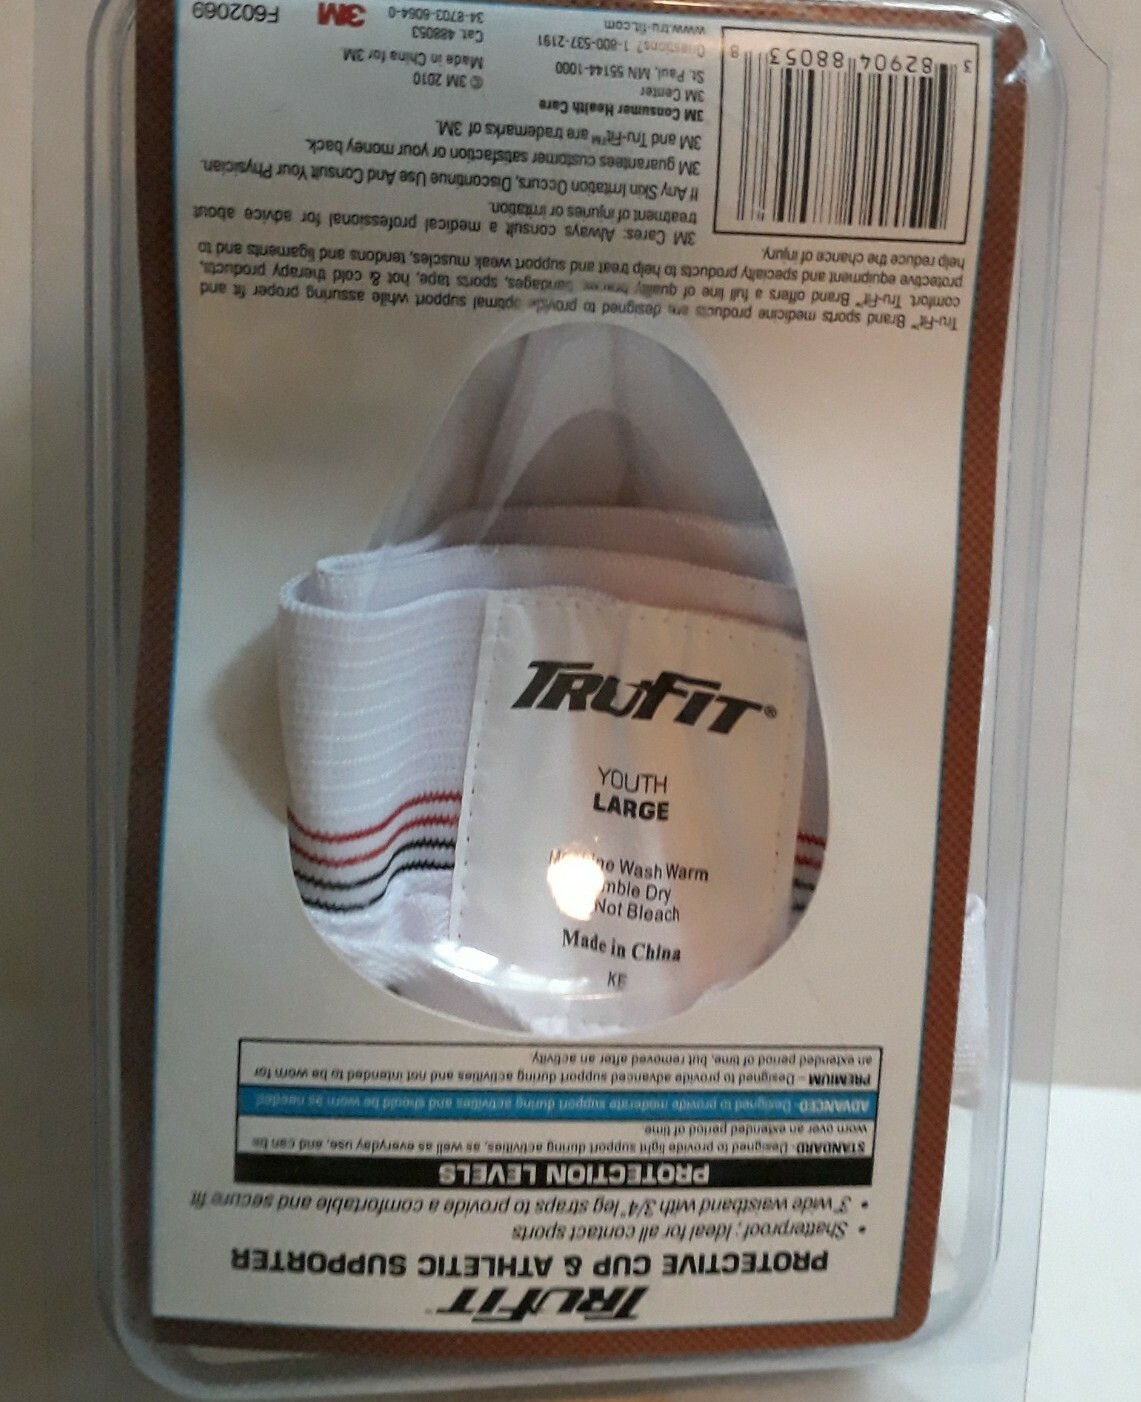 TRUFIT™
PROTECTIVE CUP & ATHLETIC SUPPORTER
• Shatterproof; Ideal for all contact sports
• 3" wide waistband with 3/4" leg straps to provide a comfortable and secure fit
PROTECTION LEVELS
STANDARD- Designed to provide light support during activities, as well as everyday use, and can be
worn over an extended period of time.
ADVANCED- Designed to provide moderate support during activities and should be worn as needed.
PREMIUM – Designed to provide advanced support during activities and not intended to be worn for
an extended period of time, but removed after an activity.
TRUFIT®
YOUTH
LARGE
Wash Warm
Dry
Not Bleach
Made in China
KE
Tru-Fit™ Brand sports medicine products are designed to provide optimal support while assuring proper fit and
comfort. Tru-Fit™ Brand offers a full line of quality braces, bandages, sports tape, hot & cold therapy products,
protective equipment and specialty products to help treat and support weak muscles, tendons and ligaments and to
help reduce the chance of injury.
3M Cares: Always consult a medical professional for advice about
treatment of injuries or irritation.
If Any Skin Irritation Occurs, Discontinue Use And Consult Your Physician.
3M guarantees customer satisfaction or your money back.
3M and Tru-Fit™ are trademarks of 3M.
3M Consumer Health Care
3M Center
St. Paul, MN 55144-1000
Questions? 1-800-537-2191
www.tru-fit.com
© 3M 2010
Made in China for 3M
Cat. 488053
34-8703-6064-0
3M
F602069
3 82904 88053 8